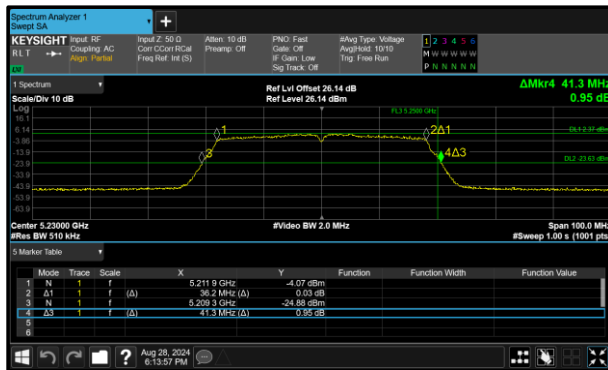 Spectrum Analyzer 1
Swept SA
KEYSIGHT Input: RF Input Z: 50 Ω Atten: 10 dB PNO: Fast #Avg Type: Voltage 1 2 3 4 5 6
RLT Coupling: AC Corr CCorr RCal Preamp: Off Gate: Off Avg|Hold: 10/10 M W W W W W
Align: Partial Freq Ref: Int (S) IF Gain: Low Trig: Free Run
Sig Track: Off P N N N N N
1 Spectrum
Ref Lvl Offset 26.14 dB ΔMkr4 41.3 MHz
Scale/Div 10 dB Ref Level 26.14 dBm 0.95 dB
Log FL3 5.2500 GHz
16.1
6.14 1 2Δ1 DL1 2.37 dBm
-3.86
-13.9 3 4Δ3
-23.9 DL2 -23.63 dBm
-33.9
-43.9
-53.9
-63.9
Center 5.23000 GHz #Video BW 2.0 MHz Span 100.0 MHz
#Res BW 510 kHz #Sweep 1.00 s (1001 pts)
5 Marker Table
Mode Trace Scale X Y Function Function Width Function Value
1 N 1 f 5.211 9 GHz -4.07 dBm
2 Δ1 1 f (Δ) 36.2 MHz (Δ) 0.03 dB
3 N 1 f 5.209 3 GHz -24.88 dBm
4 Δ3 1 f (Δ) 41.3 MHz (Δ) 0.95 dB
5
6
? Aug 28, 2024
6:13:57 PM